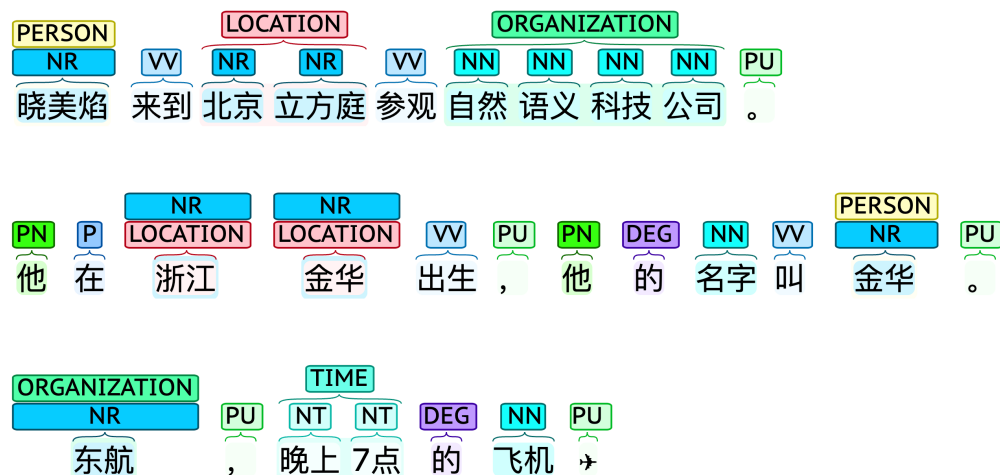 PERSON LOCATION ORGANIZATION
NR VV NR NR VV NN NN NN NN PU
晓美焰 来到 北京 立方庭 参观 自然 语义 科技 公司 。
NR NR PERSON
PN P LOCATION LOCATION VV PU PN DEG NN VV NR PU
他 在 浙江 金华 出生 , 他 的 名字 叫 金华 。
ORGANIZATION TIME
NR PU NT NT DEG NN PU
东航 , 晚上 7点 的 飞机 ✈